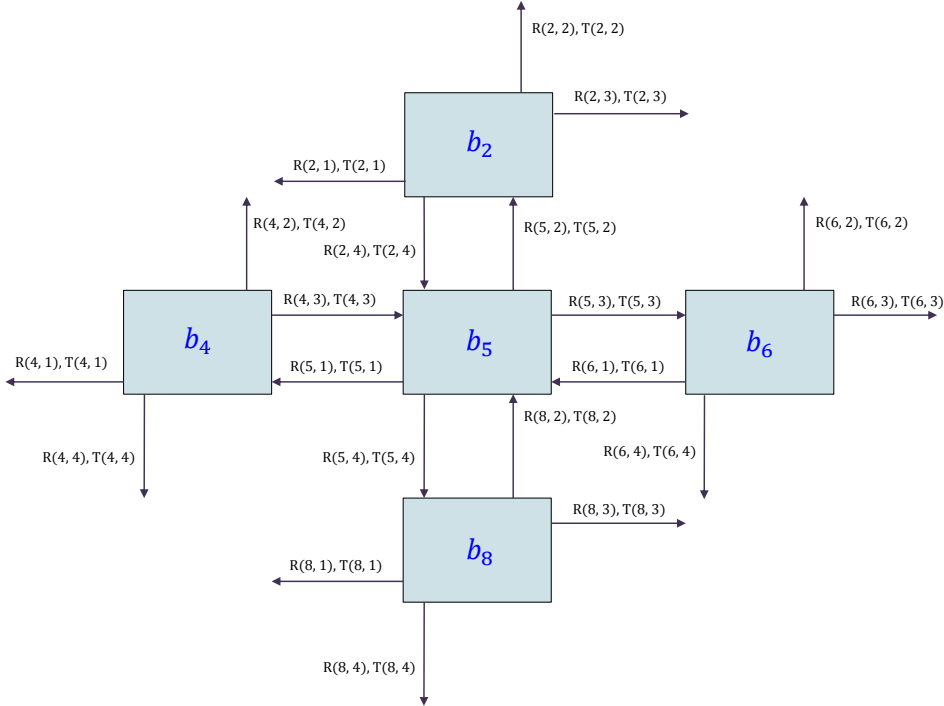 R(2, 2), T(2, 2)
R(2, 3), T(2, 3)
b₂
R(2, 1), T(2, 1)
R(4, 2), T(4, 2)
R(5, 2), T(5, 2)
R(6, 2), T(6, 2)
R(2, 4), T(2, 4)
R(4, 3), T(4, 3)
R(5, 3), T(5, 3)
R(6, 3), T(6, 3)
b₄
b₅
b₆
R(4, 1), T(4, 1)
R(5, 1), T(5, 1)
R(6, 1), T(6, 1)
R(8, 2), T(8, 2)
R(4, 4), T(4, 4)
R(5, 4), T(5, 4)
R(6, 4), T(6, 4)
R(8, 3), T(8, 3)
b₈
R(8, 1), T(8, 1)
R(8, 4), T(8, 4)